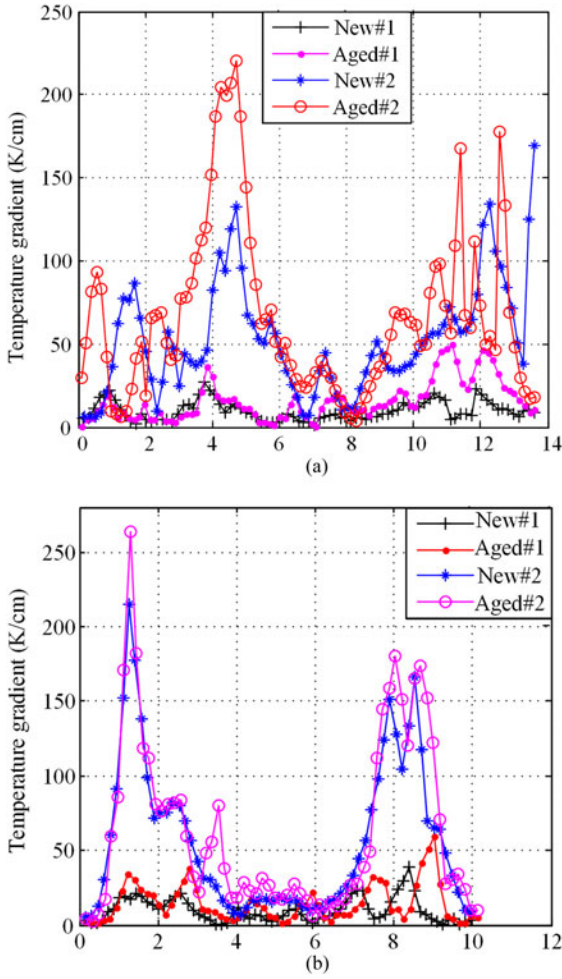 250
200
150
100
50
0
Temperature gradient (K/cm)
New#1
Aged#1
New#2
Aged#2
0 2 4 6 8 10 12 14
(a)
250
200
150
100
50
0
Temperature gradient (K/cm)
New#1
Aged#1
New#2
Aged#2
0 2 4 6 8 10 12
(b)